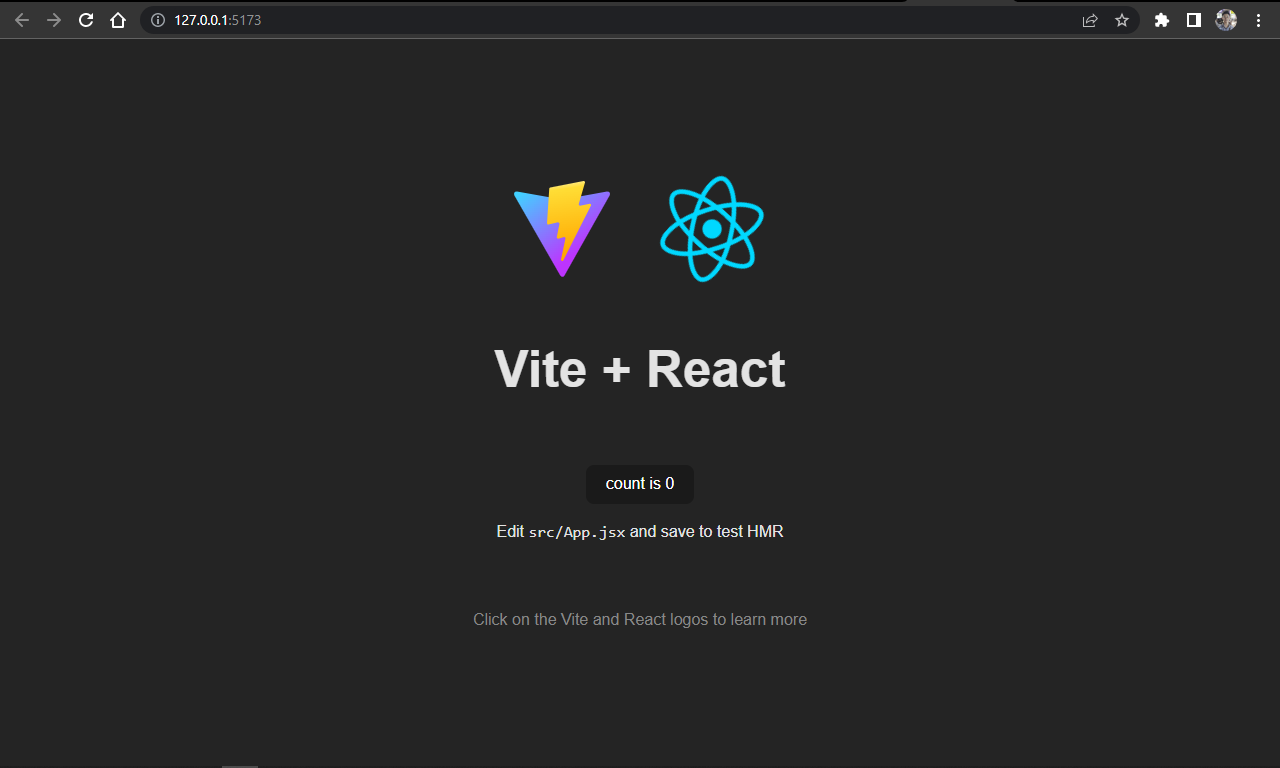 127.0.0.1:5173
Vite + React
count is 0
Edit src/App.jsx and save to test HMR
Click on the Vite and React logos to learn more